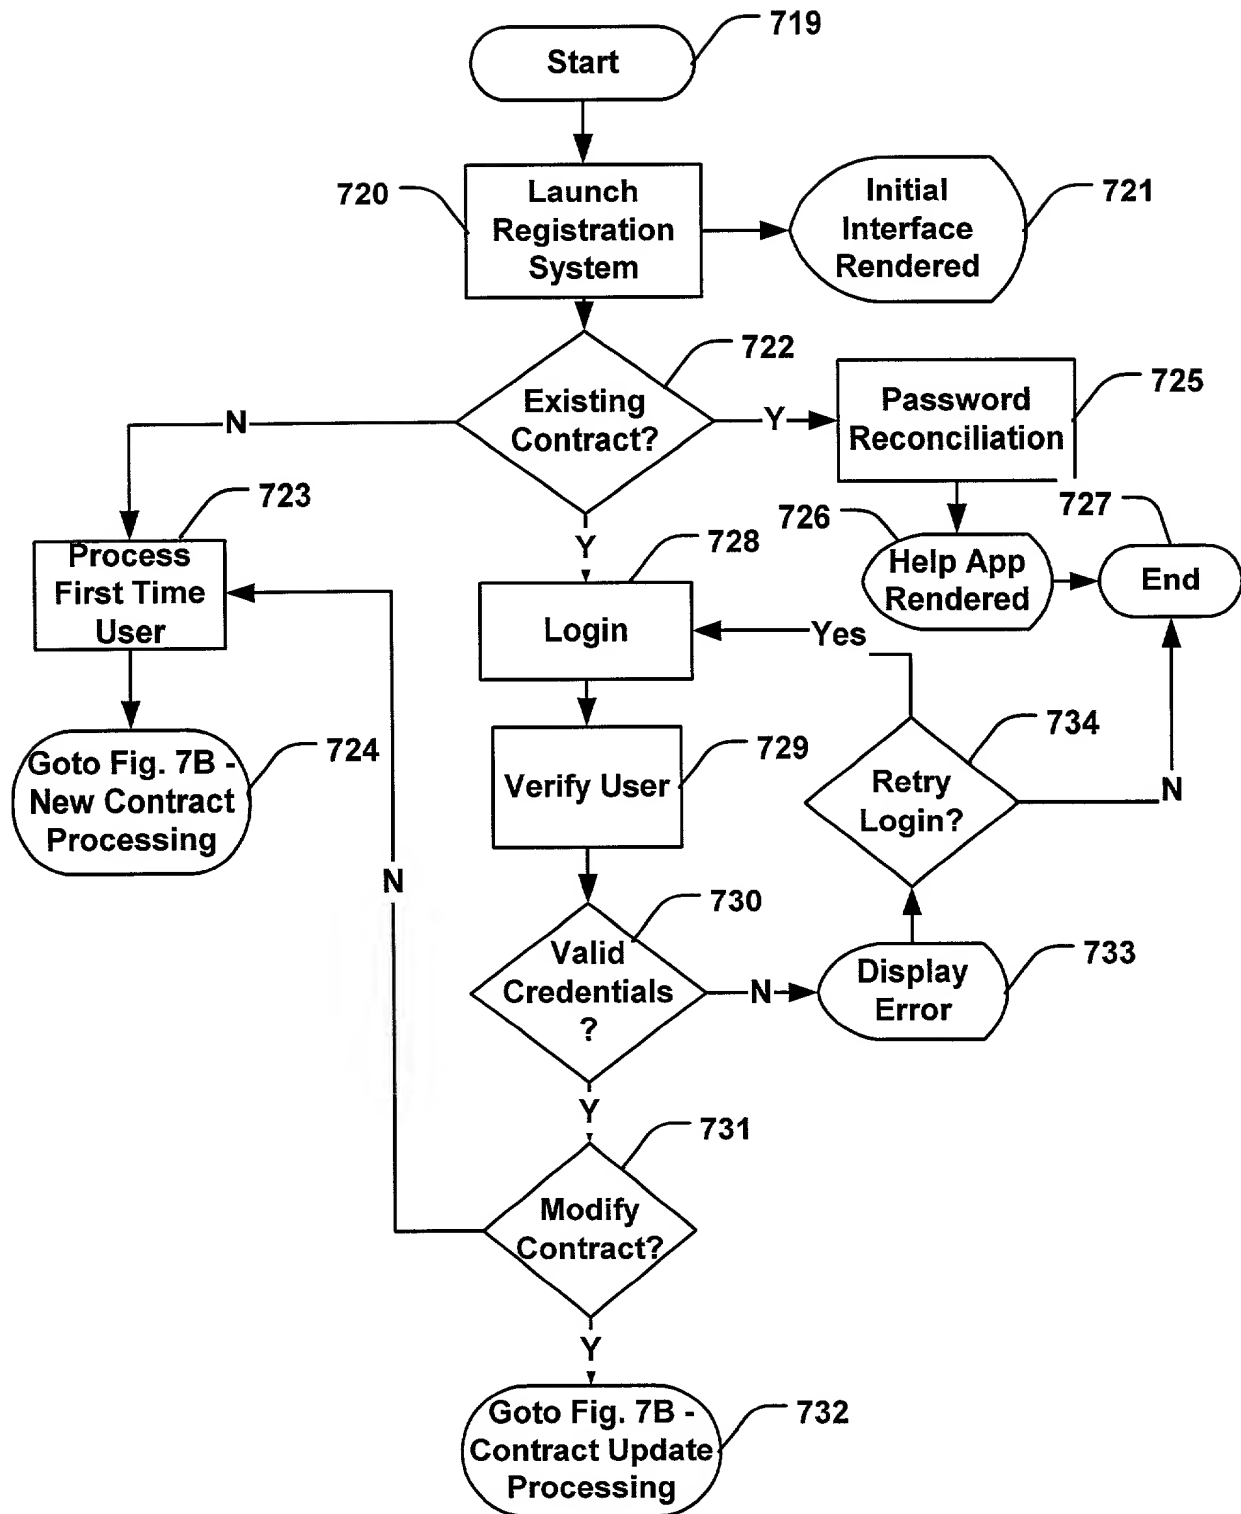 719
Start
720
Launch
Registration
System
Initial
Interface
Rendered
721
722
Existing
Contract?
N
Y
Password
Reconciliation
725
723
Process
First Time
User
Y
728
Login
726
Help App
Rendered
727
End
Yes
Goto Fig. 7B -
New Contract
Processing
724
Verify User
729
734
Retry
Login?
N
N
730
Valid
Credentials
?
N
Display
Error
733
Y
731
Modify
Contract?
Y
Goto Fig. 7B -
Contract Update
Processing
732